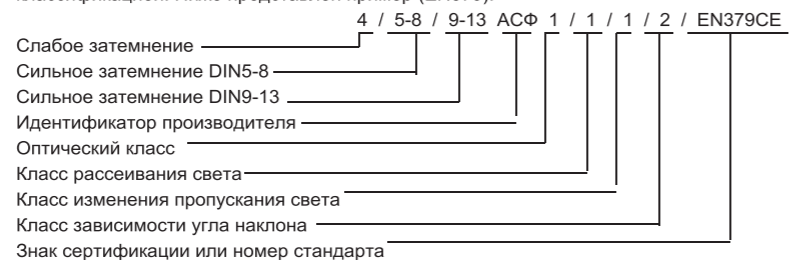 4 / 5-8 / 9-13 АСФ 1 / 1 / 1 / 2 / EN379CE
Слабое затемнение
Сильное затемнение DIN5-8
Сильное затемнение DIN9-13
Идентификатор производителя
Оптический класс
Класс рассеивания света
Класс изменения пропускания света
Класс зависимости угла наклона
Знак сертификации или номер стандарта